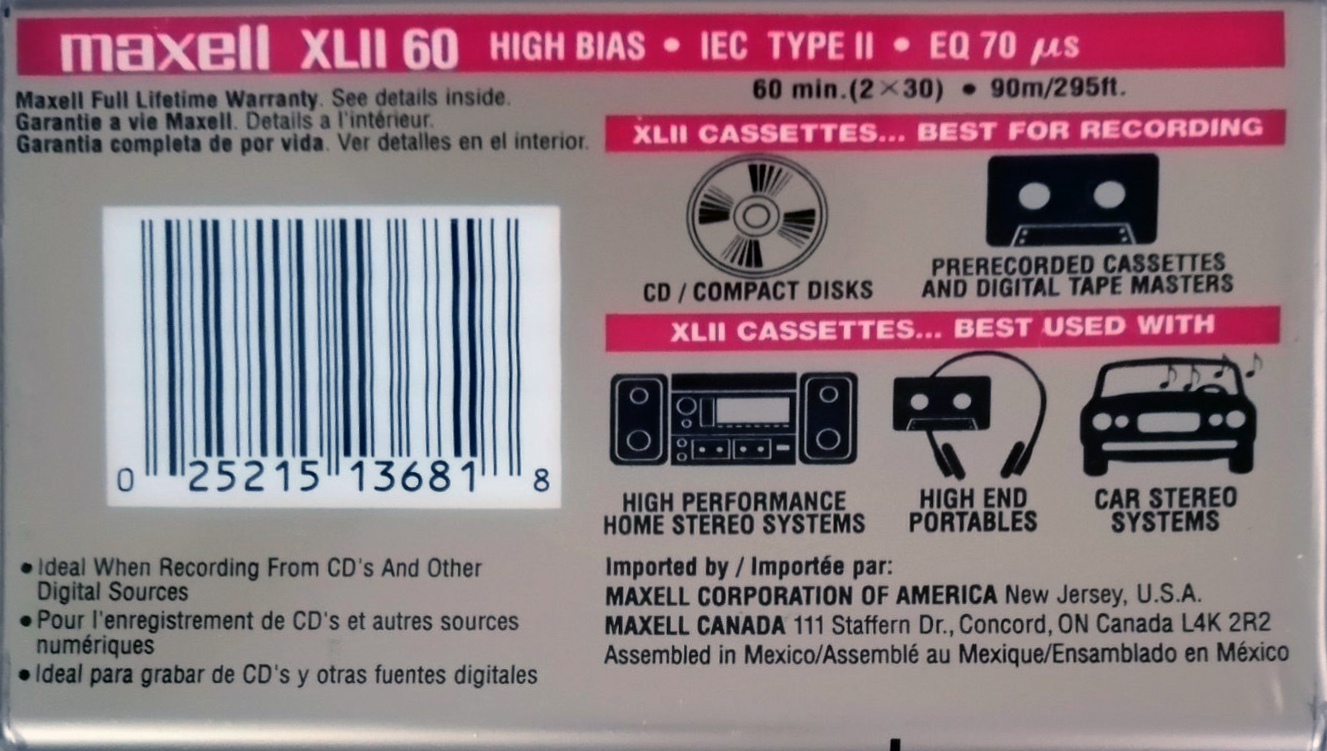 maxell XLII 60 HIGH BIAS • IEC TYPE II • EQ 70 µs
60 min.(2×30) • 90m/295ft.
Maxell Full Lifetime Warranty. See details inside.
Garantie a vie Maxell. Details a l'intérieur.
Garantia completa de por vida. Ver detalles en el interior.
0 25215 13681 8
• Ideal When Recording From CD's And Other
Digital Sources
• Pour l'enregistrement de CD's et autres sources
numériques
• Ideal para grabar de CD's y otras fuentes digitales
XLII CASSETTES... BEST FOR RECORDING
CD / COMPACT DISKS
PRERECORDED CASSETTES
AND DIGITAL TAPE MASTERS
XLII CASSETTES... BEST USED WITH
HIGH PERFORMANCE
HOME STEREO SYSTEMS
HIGH END
PORTABLES
CAR STEREO
SYSTEMS
Imported by / Importée par:
MAXELL CORPORATION OF AMERICA New Jersey, U.S.A.
MAXELL CANADA 111 Staffern Dr., Concord, ON Canada L4K 2R2
Assembled in Mexico/Assemblé au Mexique/Ensamblado en México